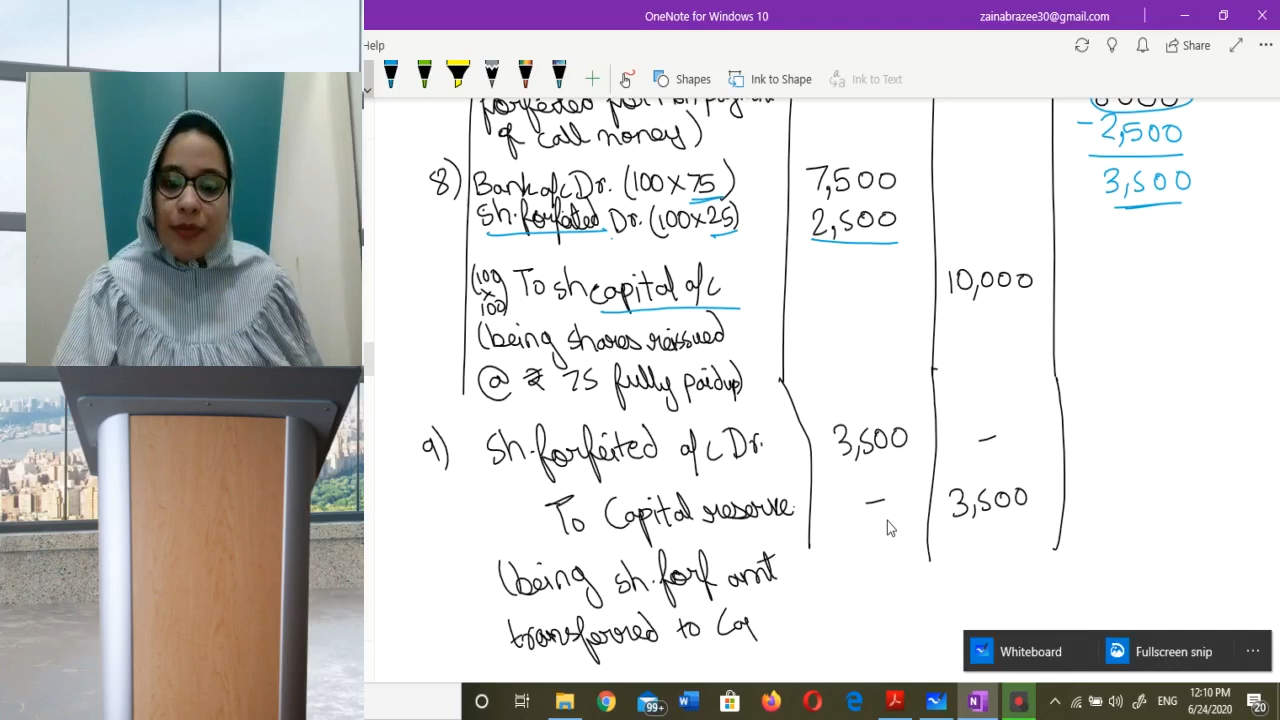 OneNote for Windows 10
zainabrazee30@gmail.com
Help
Share
Shapes
Ink to Shape
Ink to Text
forfeited for non
of call money)
- 2,500
3,500
8) Bank a/c Dr. (100 x 75) 7,500
sh. forfeited Dr. (100 x 25) 2,500
(100 x 100) To sh capital a/c 10,000
(being shares reissued
@ ₹ 75 fully paidup)
9) sh. forfeited a/c Dr. 3,500 -
To Capital reserve - 3,500
(being sh. forf amt
transferred to Cap
Whiteboard
Fullscreen snip
99+
ENG
12:10 PM
6/24/2020
20